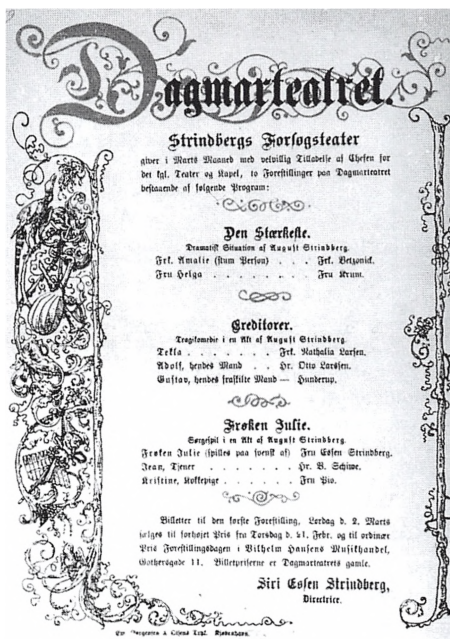 Dagmarteatret.
Strindbergs Forsøgsteater
giver i Marts Maaned med velvillig Tilladelse af Chefen for
det kgl. Teater og Kapel, to Forestillinger paa Dagmarteatret
bestaaende af følgende Program:
Den Stærkeste.
Dramatisk Situation af August Strindberg.
Frk. Amalie (stum Person) . . . Frk. Betzonick.
Fru Helga . . . . . . . . Fru Krum.
Creditorer.
Tragikomedie i en Akt af August Strindberg.
Tekla . . . . . . . Frk. Nathalia Larsen.
Adolf, hendes Mand . . Hr. Otto Larssen.
Gustav, hendes fraskilte Mand — Hunderup.
Frøken Julie.
Sørgespil i en Akt af August Strindberg.
Frøken Julie (spilles paa svensk af) Fru Essen Strindberg.
Jean, Tjener . . . . . . . Hr. V. Schiwe.
Kristine, Kokkepige . . . . . . Fru Pio.
Billetter til den første Forestilling, Lørdag d. 2. Marts
sælges til forhøjet Pris fra Torsdag d. 21. Febr. og til ordinær
Pris Forestillingsdagen i Vilhelm Hansens Musikhandel,
Gothersgade 11. Billetpriserne er Dagmarteatrets gamle.
Siri Essen Strindberg,
Directrice.